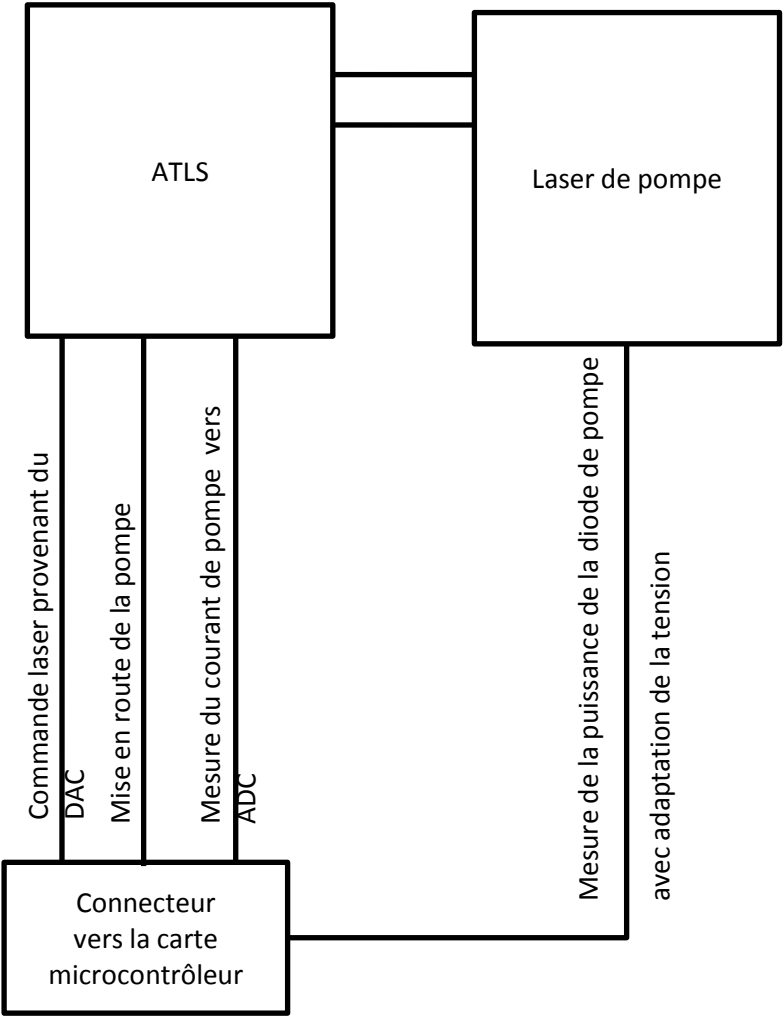 ATLS
Laser de pompe
Commande laser provenant du
DAC
Mise en route de la pompe
Mesure du courant de pompe vers
ADC
Mesure de la puissance de la diode de pompe
avec adaptation de la tension
Connecteur
vers la carte
microcontrôleur